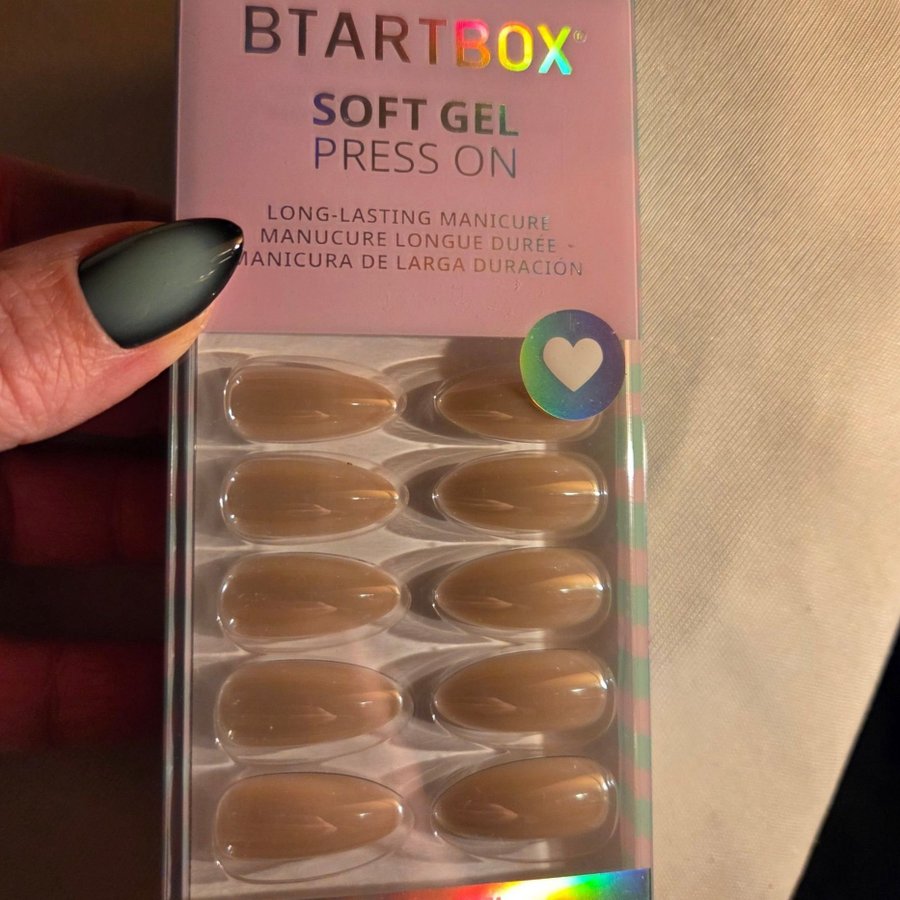 BTARTBOX®
SOFT GEL
PRESS ON
LONG-LASTING MANICURE
MANUCURE LONGUE DURÉE -
MANICURA DE LARGA DURACIÓN